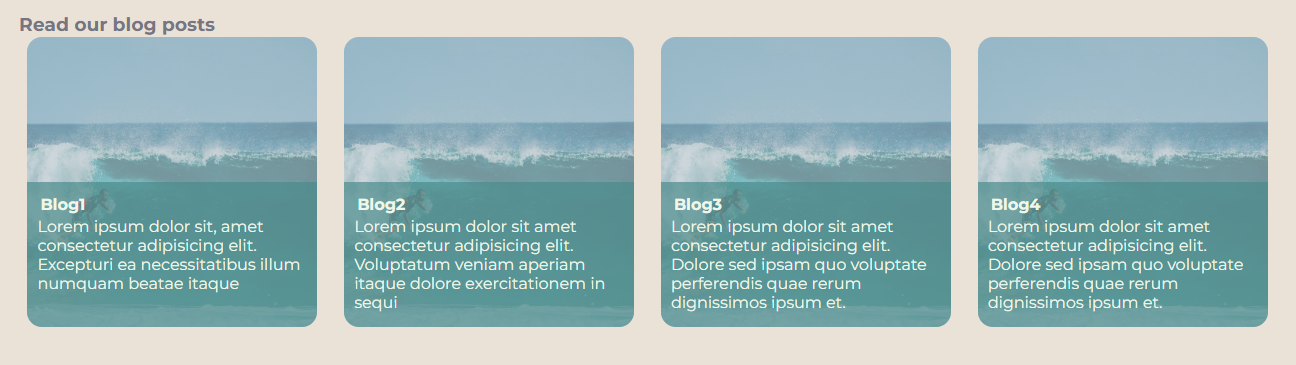 Read our blog posts
Blog1
Lorem ipsum dolor sit, amet
consectetur adipisicing elit.
Excepturi ea necessitatibus illum
numquam beatae itaque
Blog2
Lorem ipsum dolor sit amet
consectetur adipisicing elit.
Voluptatum veniam aperiam
itaque dolore exercitationem in
sequi
Blog3
Lorem ipsum dolor sit amet
consectetur adipisicing elit.
Dolore sed ipsam quo voluptate
perferendis quae rerum
dignissimos ipsum et.
Blog4
Lorem ipsum dolor sit amet
consectetur adipisicing elit.
Dolore sed ipsam quo voluptate
perferendis quae rerum
dignissimos ipsum et.